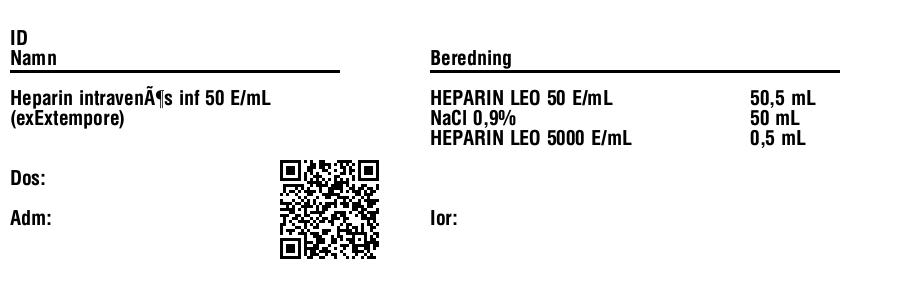 ID
Namn
Beredning
Heparin intravenÃ¶s inf 50 E/mL
(exExtempore)
HEPARIN LEO 50 E/mL 50,5 mL
NaCl 0,9% 50 mL
HEPARIN LEO 5000 E/mL 0,5 mL
Dos:
Adm:
Ior: